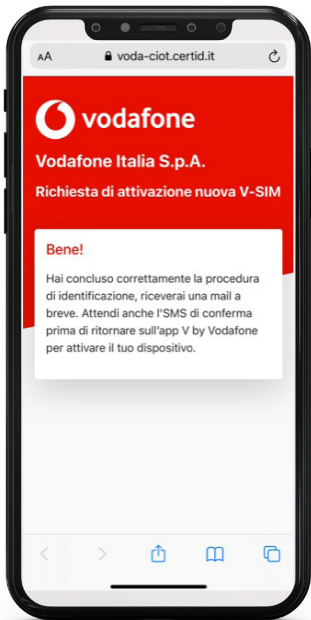 AA voda-ciot.certid.it
vodafone
Vodafone Italia S.p.A.
Richiesta di attivazione nuova V-SIM
Bene!
Hai concluso correttamente la procedura
di identificazione, riceverai una mail a
breve. Attendi anche l'SMS di conferma
prima di ritornare sull'app V by Vodafone
per attivare il tuo dispositivo.